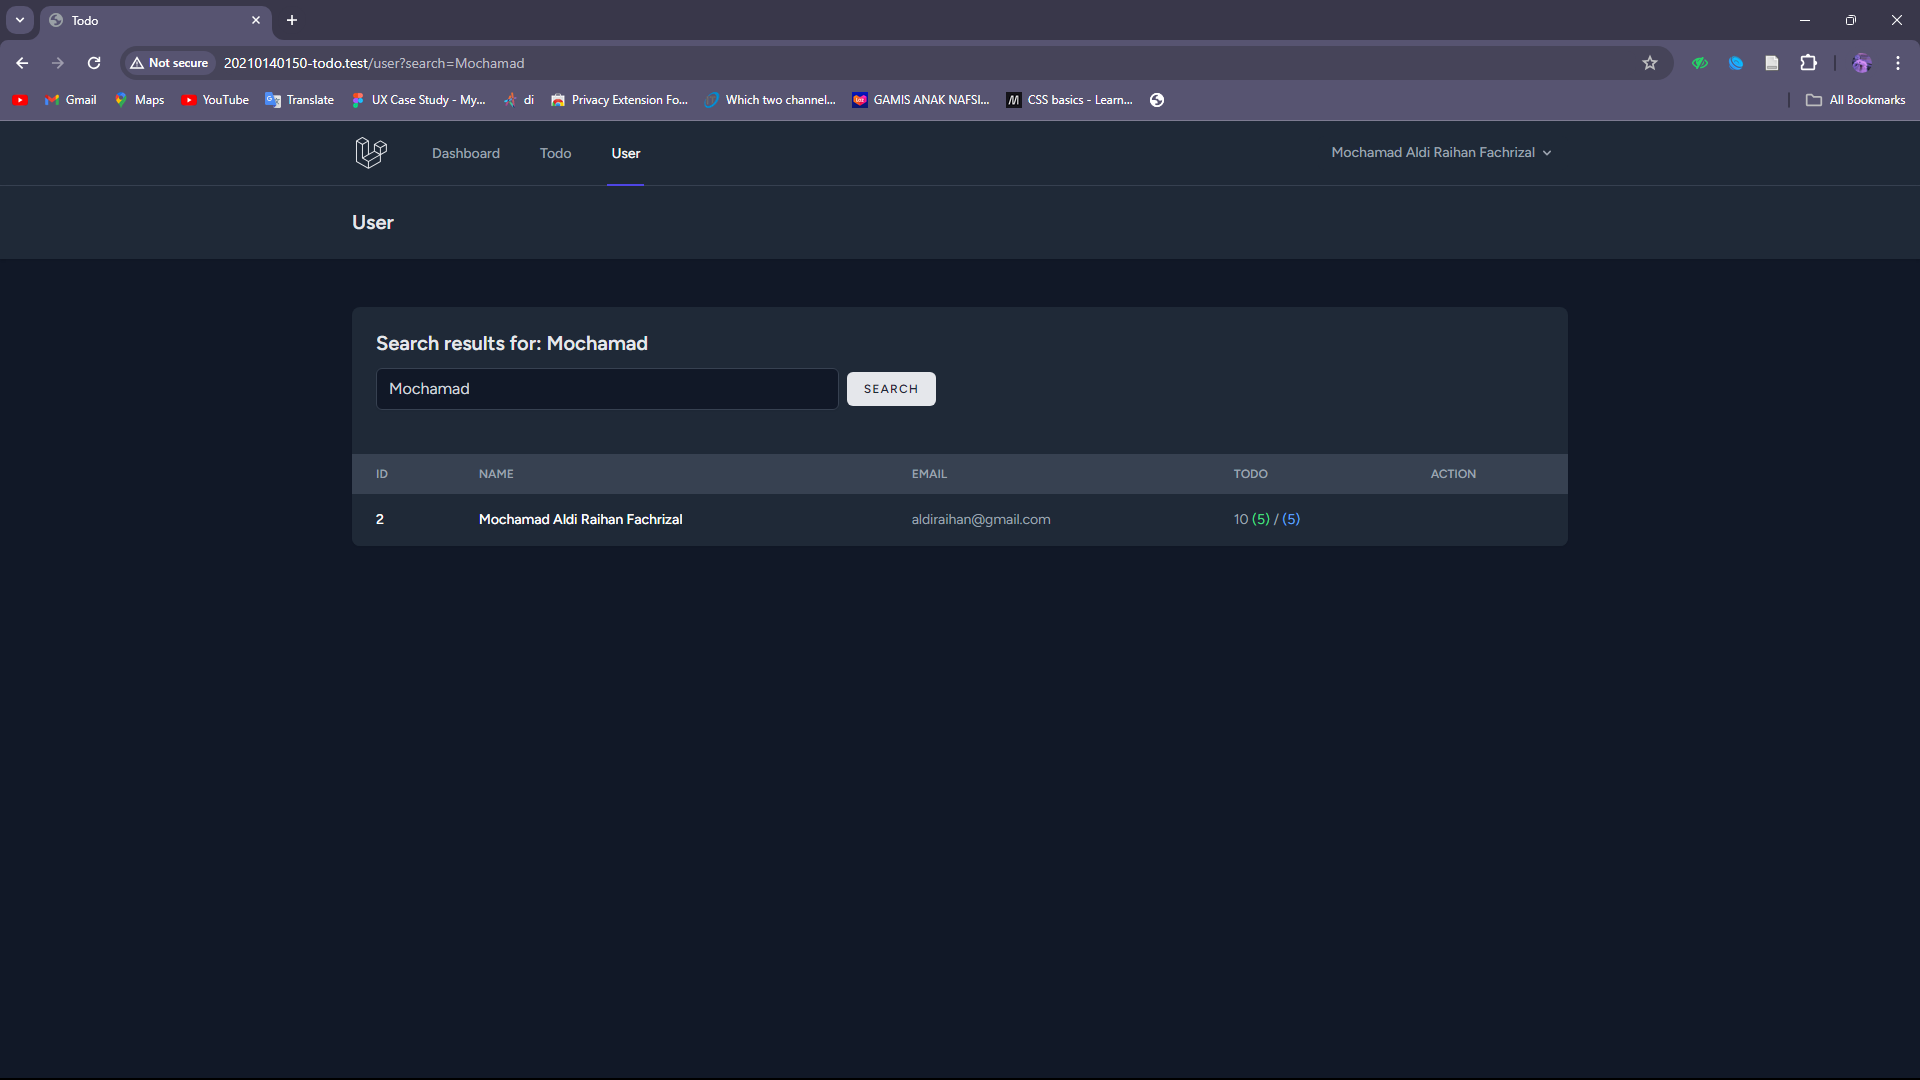 Todo
Not secure 20210140150-todo.test/user?search=Mochamad
Gmail Maps YouTube Translate UX Case Study - My... di Privacy Extension Fo... Which two channel... GAMIS ANAK NAFSI... CSS basics - Learn... All Bookmarks
Dashboard Todo User Mochamad Aldi Raihan Fachrizal
User
Search results for: Mochamad
Mochamad SEARCH
ID NAME EMAIL TODO ACTION
2 Mochamad Aldi Raihan Fachrizal aldiraihan@gmail.com 10 (5) / (5)